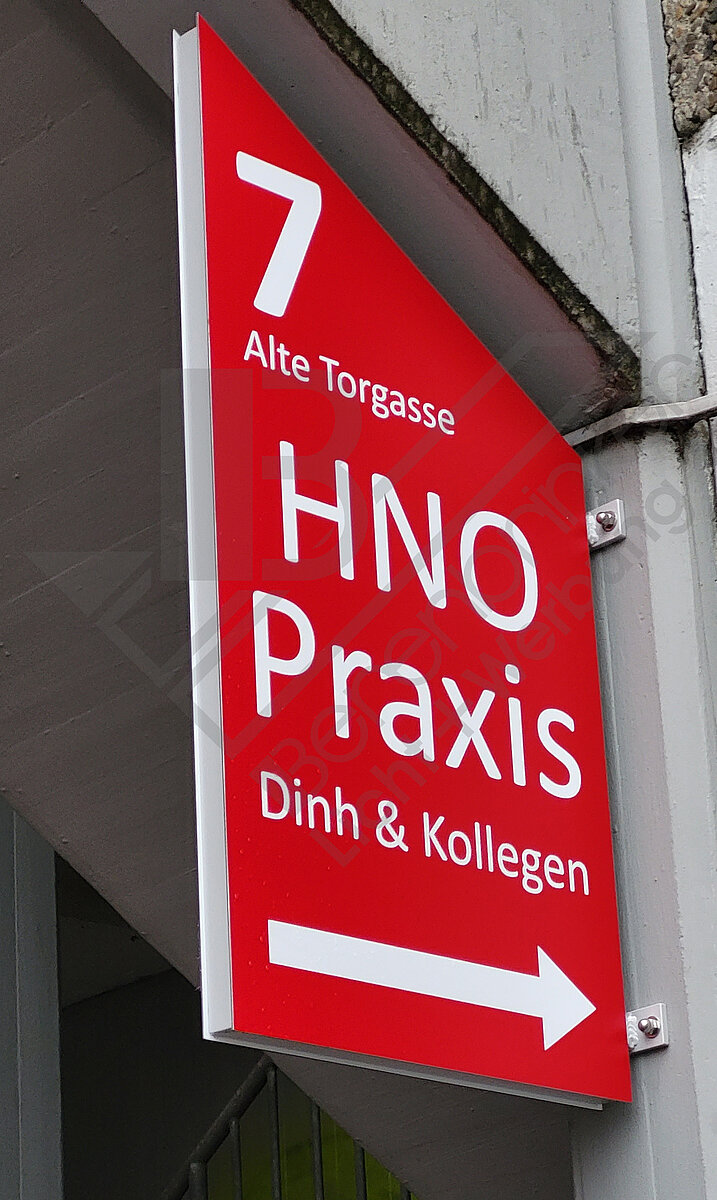 7
Alte Torgasse
HNO
Praxis
Dinh & Kollegen